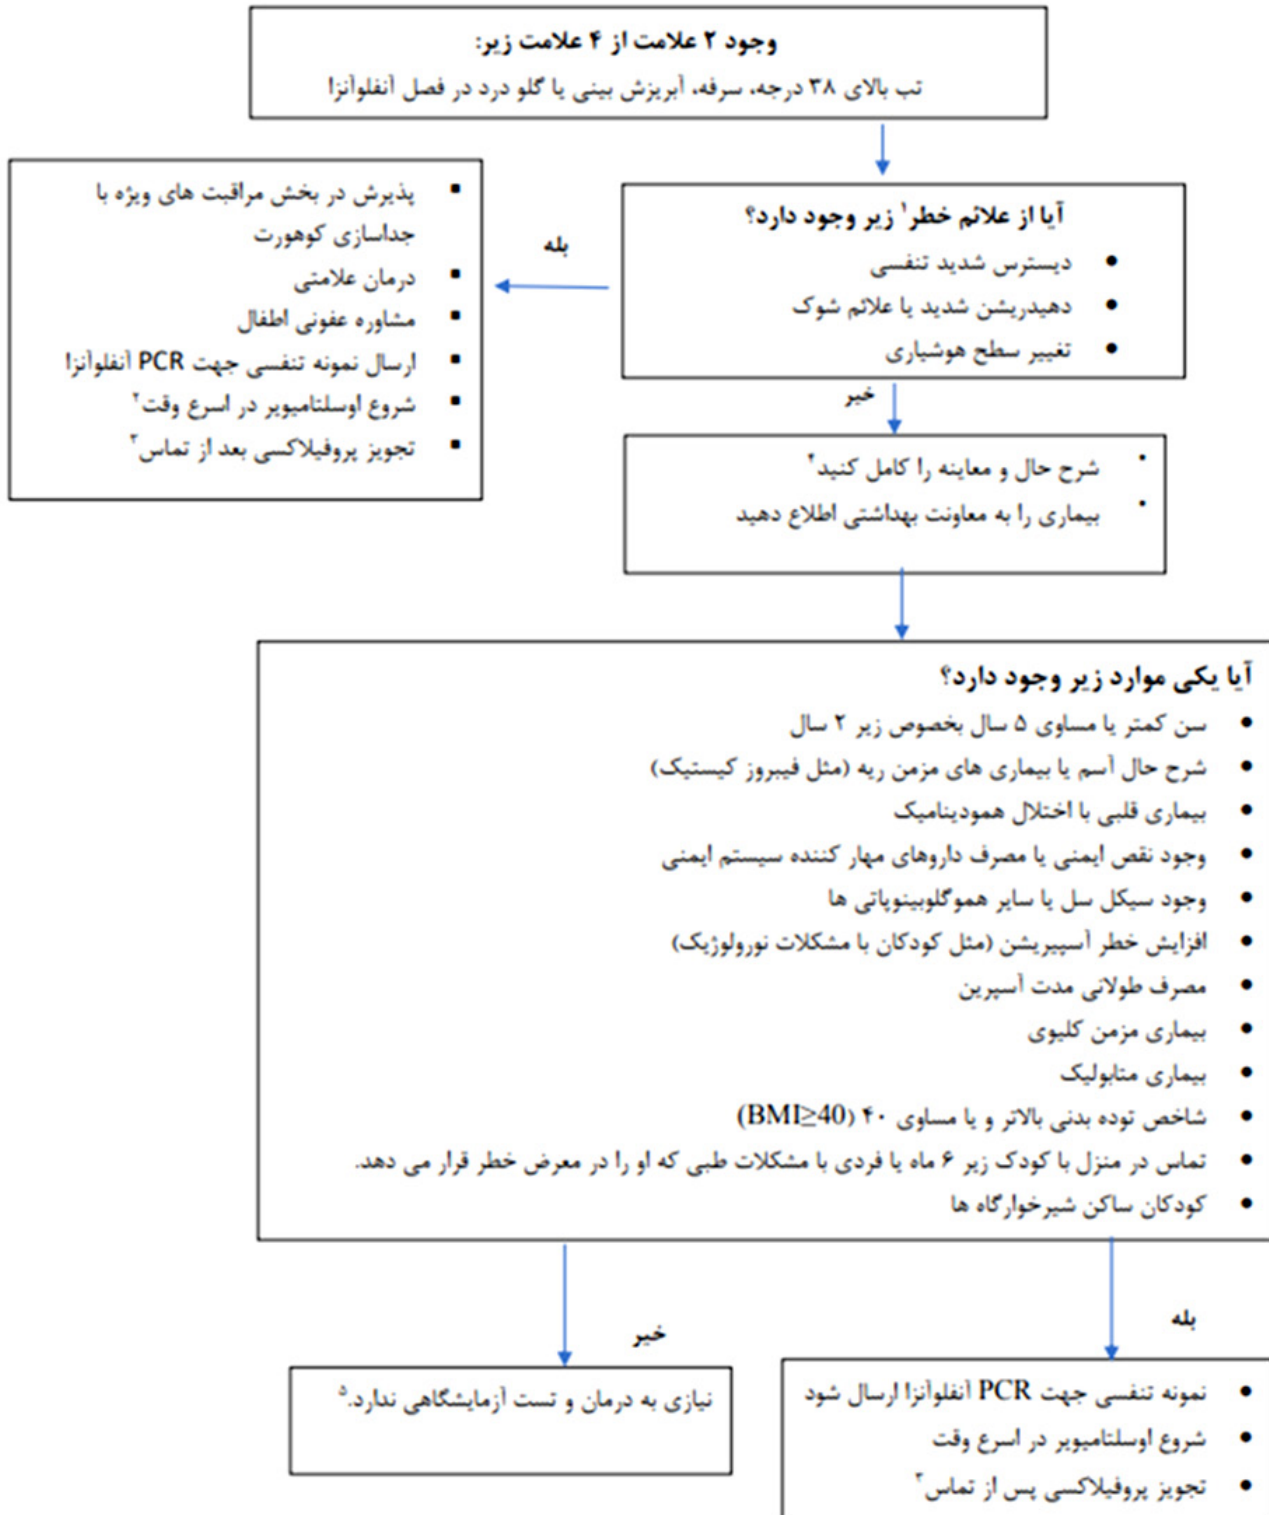 وجود ۲ علامت از ۴ علامت زیر:
تب بالای ۳۸ درجه، سرفه، آبریزش بینی یا گلو درد در فصل آنفلوآنزا
آیا از علائم خطر۱ زیر وجود دارد؟
• دیسترس شدید تنفسی
• دهیدریشن شدید یا علائم شوک
• تغییر سطح هوشیاری
بله
▪ پذیرش در بخش مراقبت های ویژه با
جداسازی کوهورت
▪ درمان علامتی
▪ مشاوره عفونی اطفال
▪ ارسال نمونه تنفسی جهت PCR آنفلوآنزا
▪ شروع اوسلتامیویر در اسرع وقت۲
▪ تجویز پروفیلاکسی بعد از تماس۳
خیر
• شرح حال و معاینه را کامل کنید۴
• بیماری را به معاونت بهداشتی اطلاع دهید
آیا یکی موارد زیر وجود دارد؟
• سن کمتر یا مساوی ۵ سال بخصوص زیر ۲ سال
• شرح حال آسم یا بیماری های مزمن ریه (مثل فیبروز کیستیک)
• بیماری قلبی با اختلال همودینامیک
• وجود نقص ایمنی یا مصرف داروهای مهار کننده سیستم ایمنی
• وجود سیکل سل یا سایر هموگلوبینوپاتی ها
• افزایش خطر آسپیریشن (مثل کودکان با مشکلات نورولوژیک)
• مصرف طولانی مدت آسپرین
• بیماری مزمن کلیوی
• بیماری متابولیک
• شاخص توده بدنی بالاتر و یا مساوی ۴۰ (BMI≥40)
• تماس در منزل با کودک زیر ۶ ماه یا فردی با مشکلات طبی که او را در معرض خطر قرار می دهد.
• کودکان ساکن شیرخوارگاه ها
بله
• نمونه تنفسی جهت PCR آنفلوآنزا ارسال شود
• شروع اوسلتامیویر در اسرع وقت
• تجویز پروفیلاکسی پس از تماس۳
خیر
نیازی به درمان و تست آزمایشگاهی ندارد.۵